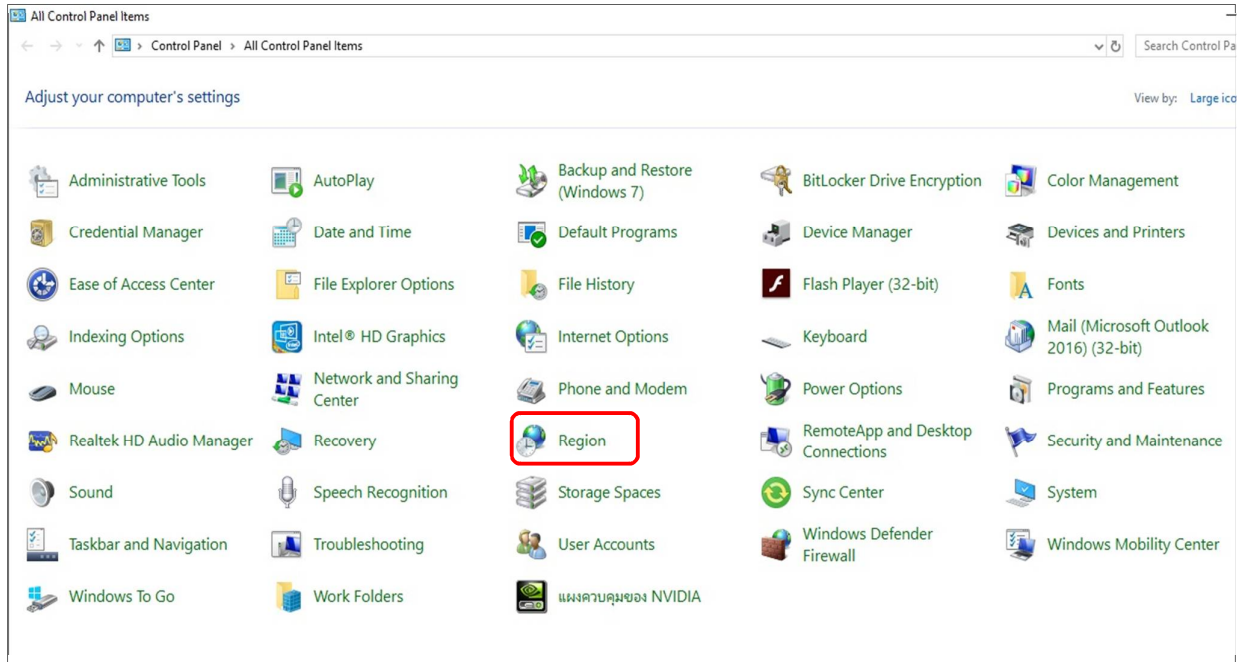 All Control Panel Items
Control Panel › All Control Panel Items
Search Control Pa
Adjust your computer's settings
View by: Large ico
Administrative Tools
AutoPlay
Backup and Restore
(Windows 7)
BitLocker Drive Encryption
Color Management
Credential Manager
Date and Time
Default Programs
Device Manager
Devices and Printers
Ease of Access Center
File Explorer Options
File History
Flash Player (32-bit)
Fonts
Indexing Options
Intel® HD Graphics
Internet Options
Keyboard
Mail (Microsoft Outlook
2016) (32-bit)
Mouse
Network and Sharing
Center
Phone and Modem
Power Options
Programs and Features
Realtek HD Audio Manager
Recovery
Region
RemoteApp and Desktop
Connections
Security and Maintenance
Sound
Speech Recognition
Storage Spaces
Sync Center
System
Taskbar and Navigation
Troubleshooting
User Accounts
Windows Defender
Firewall
Windows Mobility Center
Windows To Go
Work Folders
แผงควบคุมของ NVIDIA